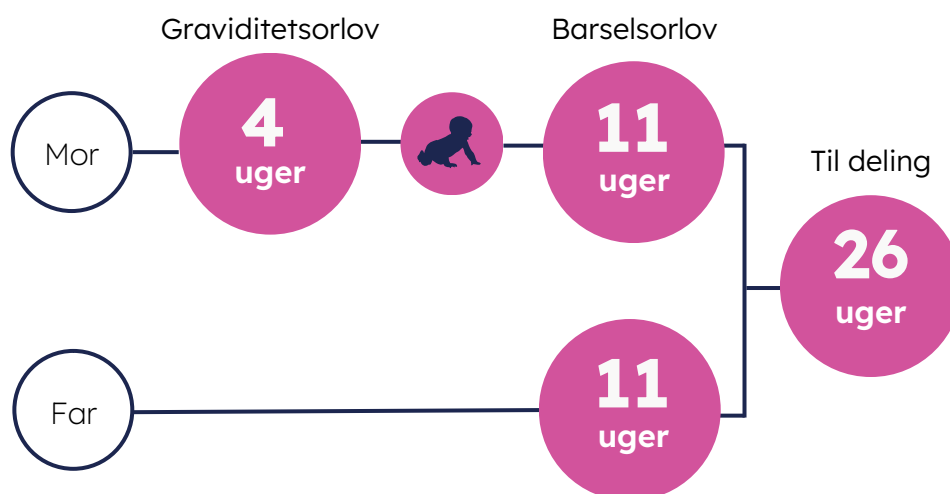 Graviditetsorlov
Barselsorlov
Mor
4
uger
11
uger
Til deling
26
uger
Far
11
uger